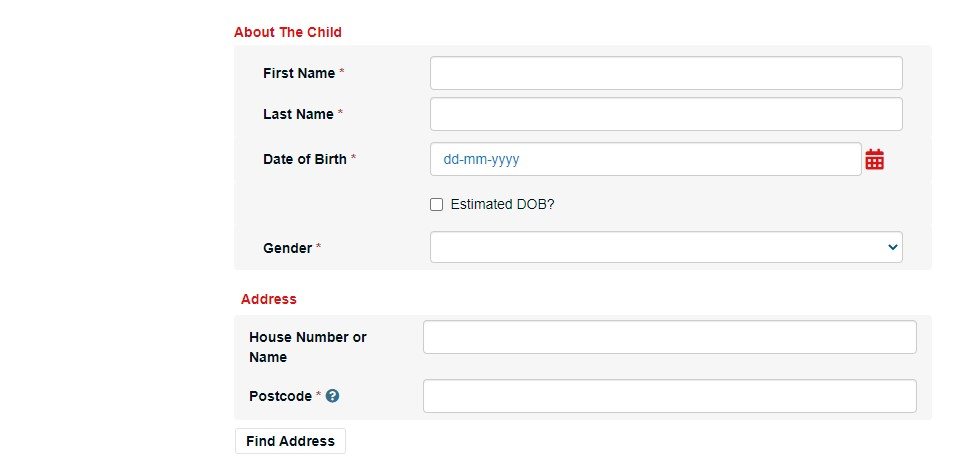 About The Child
First Name *
Last Name *
Date of Birth *
dd-mm-yyyy
Estimated DOB?
Gender *
Address
House Number or
Name
Postcode * ?
Find Address